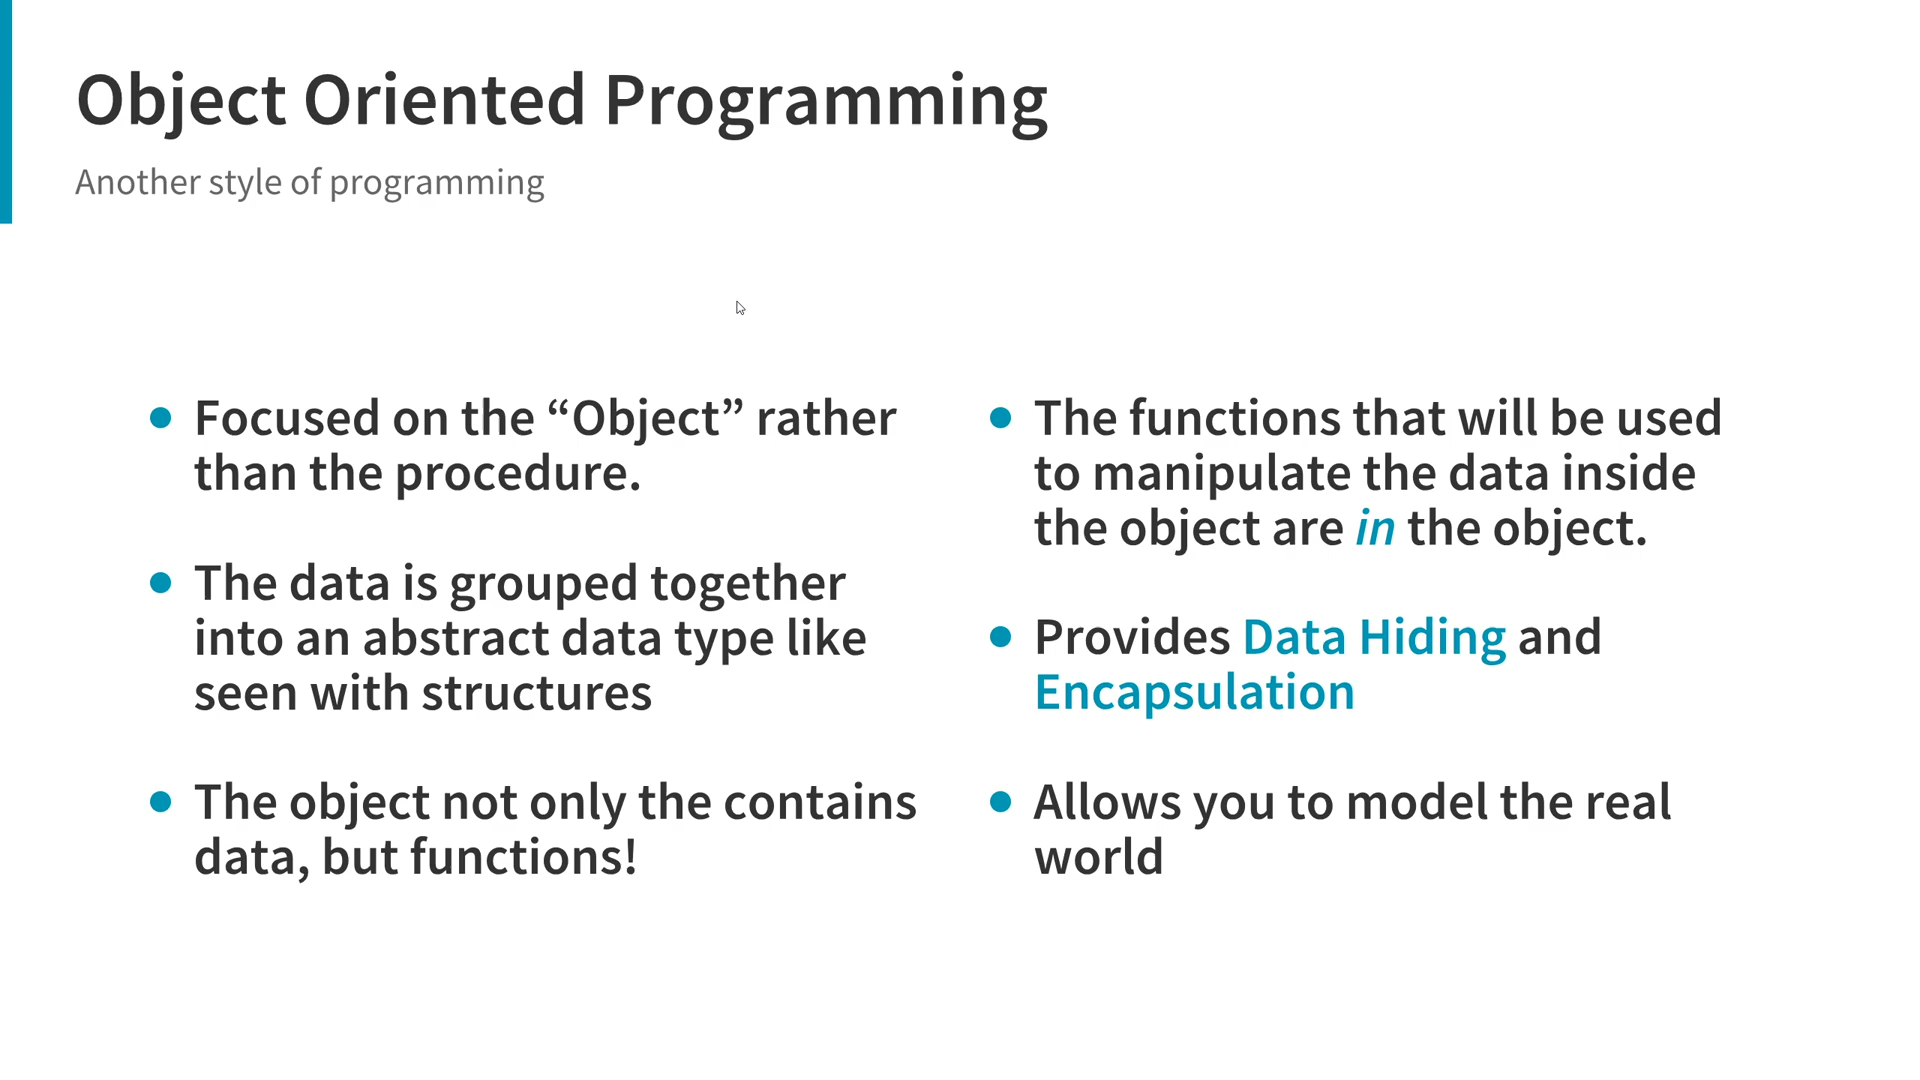 Object Oriented Programming
Another style of programming
• Focused on the “Object” rather
than the procedure.
• The data is grouped together
into an abstract data type like
seen with structures
• The object not only the contains
data, but functions!
• The functions that will be used
to manipulate the data inside
the object are in the object.
• Provides Data Hiding and
Encapsulation
• Allows you to model the real
world